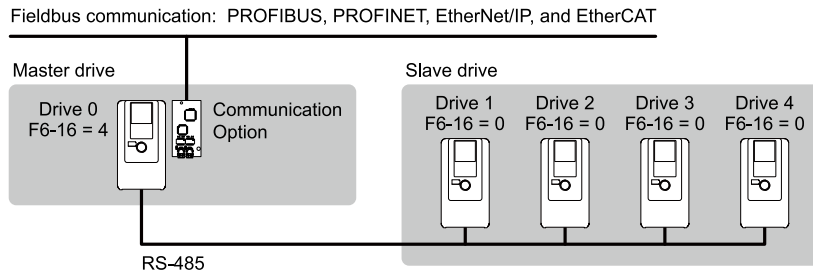 Fieldbus communication:  PROFIBUS, PROFINET, EtherNet/IP, and EtherCAT
Master drive
Drive 0
F6-16 = 4
Communication
Option
Slave drive
Drive 1
F6-16 = 0
Drive 2
F6-16 = 0
Drive 3
F6-16 = 0
Drive 4
F6-16 = 0
RS-485